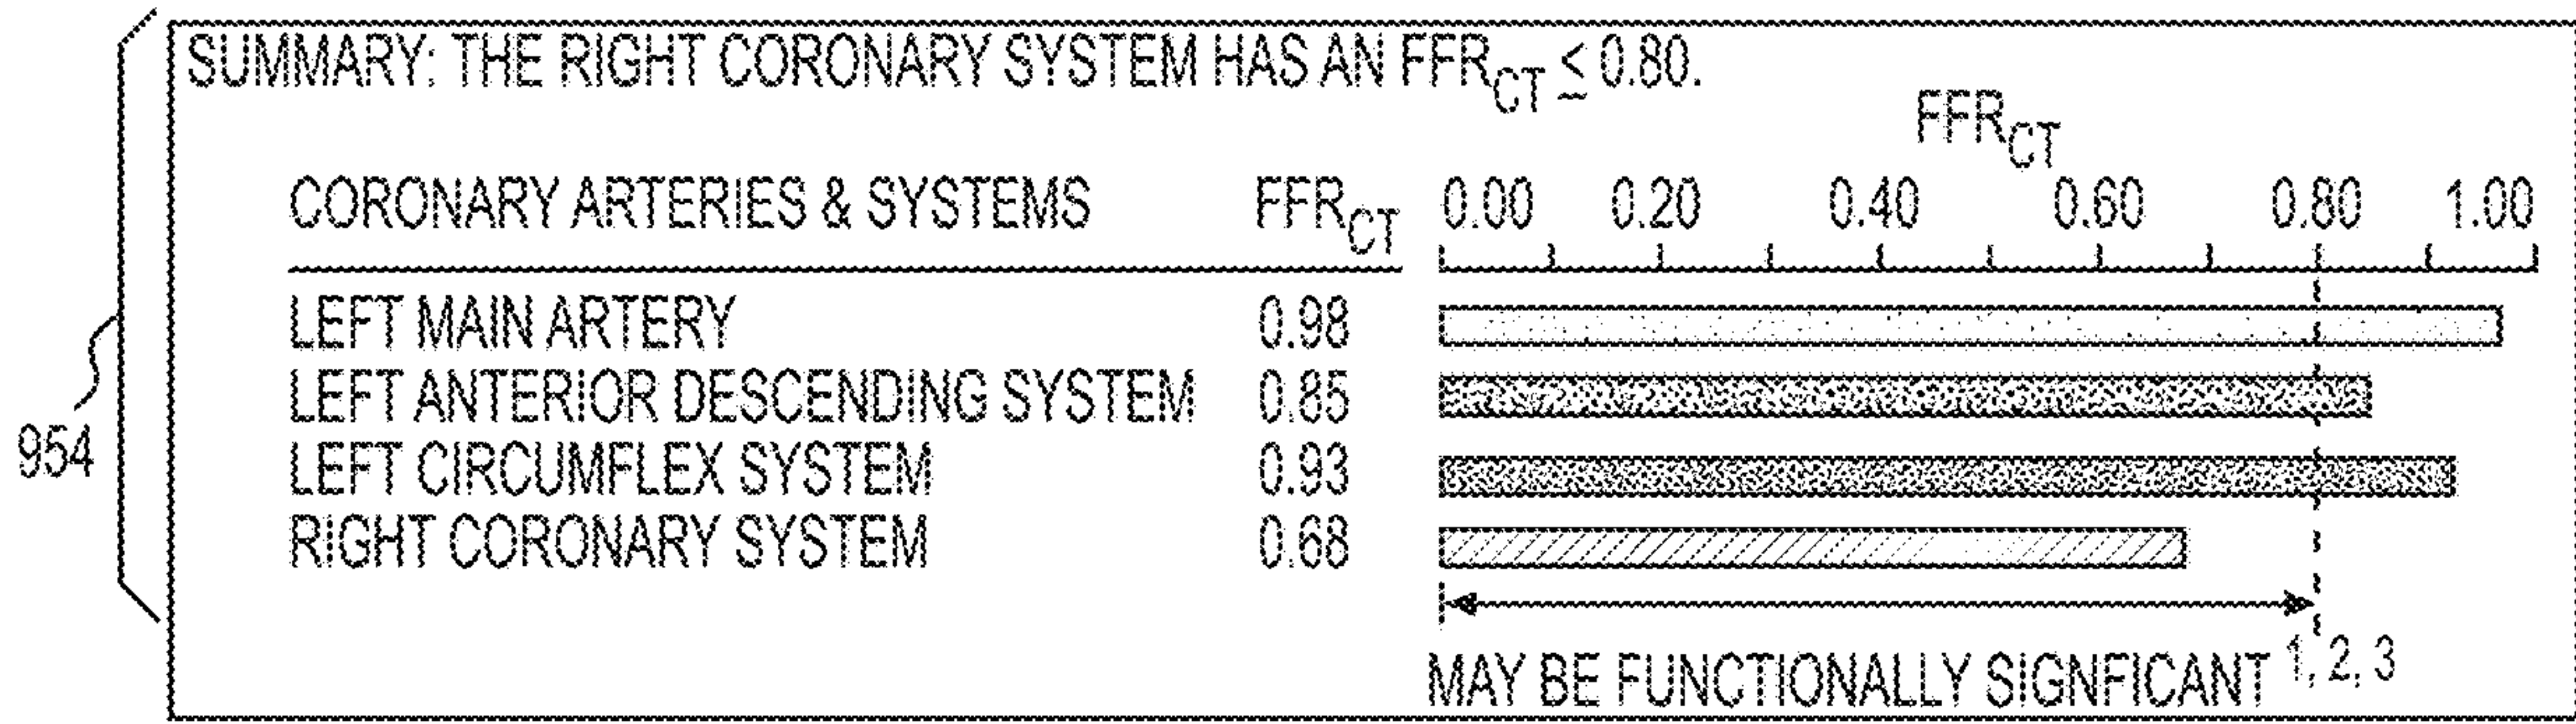 SUMMARY: THE RIGHT CORONARY SYSTEM HAS AN FFRCT ≤ 0.80.
FFRCT
CORONARY ARTERIES & SYSTEMS FFRCT 0.00 0.20 0.40 0.60 0.80 1.00
LEFT MAIN ARTERY 0.98
LEFT ANTERIOR DESCENDING SYSTEM 0.85
LEFT CIRCUMFLEX SYSTEM 0.93
RIGHT CORONARY SYSTEM 0.68
MAY BE FUNCTIONALLY SIGNFICANT 1, 2, 3
954